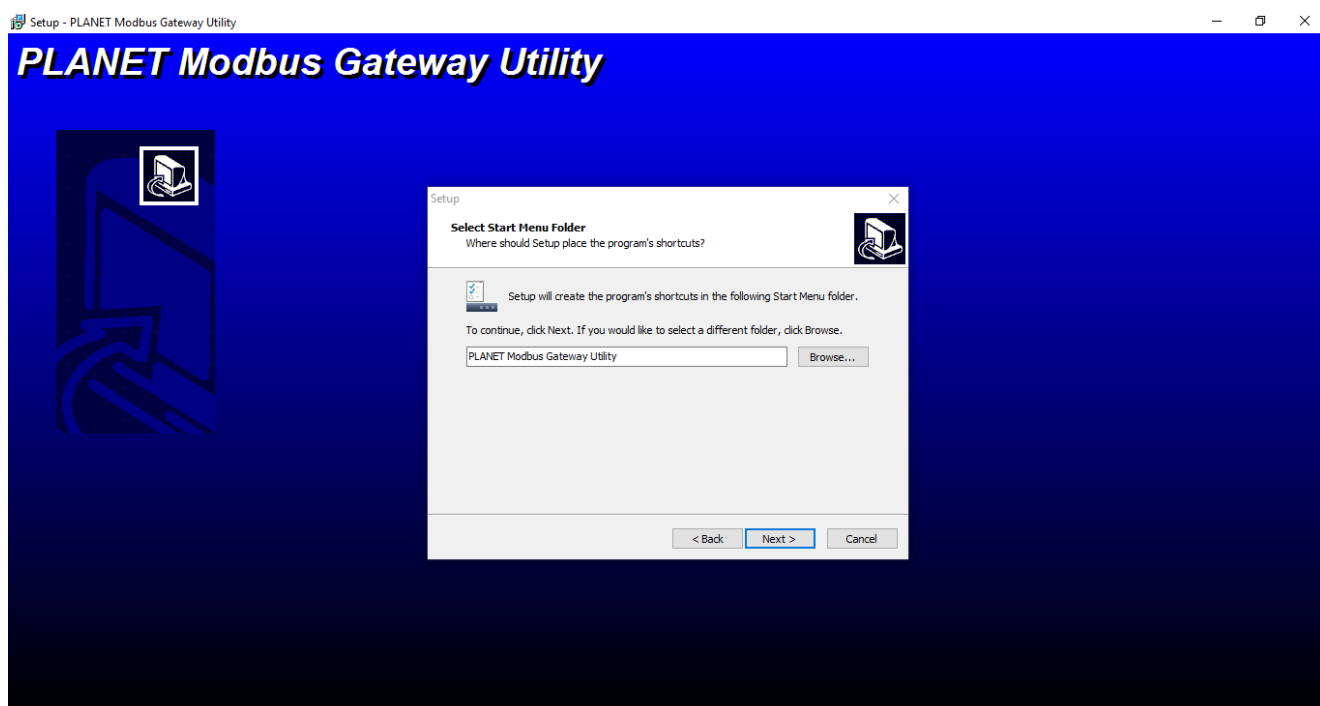 Setup - PLANET Modbus Gateway Utility
PLANET Modbus Gateway Utility
Setup
Select Start Menu Folder
Where should Setup place the program's shortcuts?
Setup will create the program's shortcuts in the following Start Menu folder.
To continue, click Next. If you would like to select a different folder, click Browse.
PLANET Modbus Gateway Utility
Browse...
< Back
Next >
Cancel